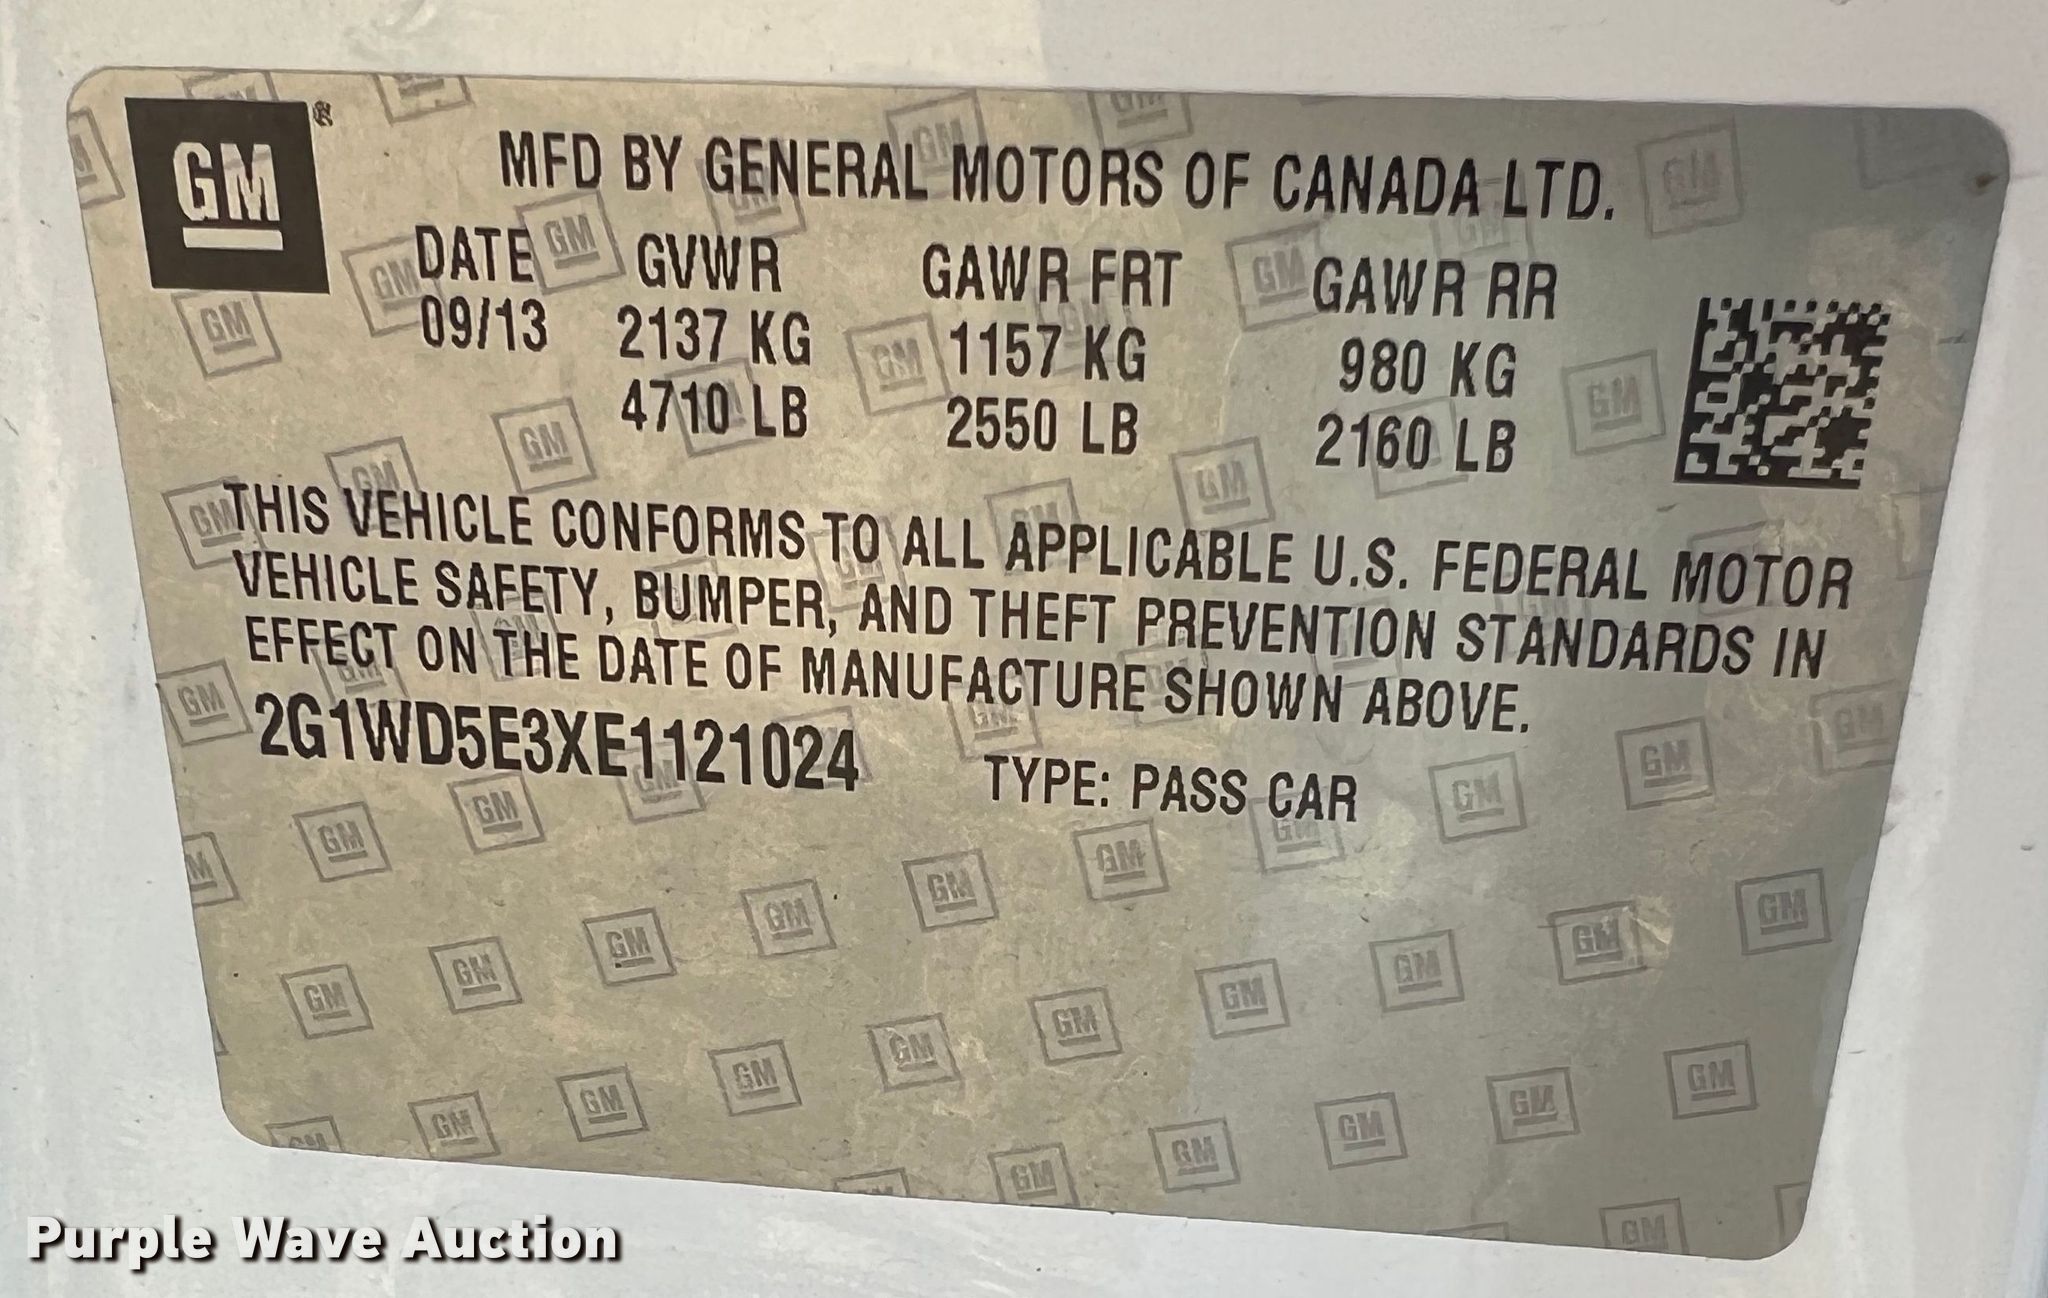 GM ®
MFD BY GENERAL MOTORS OF CANADA LTD.
DATE GVWR GAWR FRT GAWR RR
09/13 2137 KG 1157 KG 980 KG
4710 LB 2550 LB 2160 LB
THIS VEHICLE CONFORMS TO ALL APPLICABLE U.S. FEDERAL MOTOR
VEHICLE SAFETY, BUMPER, AND THEFT PREVENTION STANDARDS IN
EFFECT ON THE DATE OF MANUFACTURE SHOWN ABOVE.
2G1WD5E3XE1121024 TYPE: PASS CAR
Purple Wave Auction